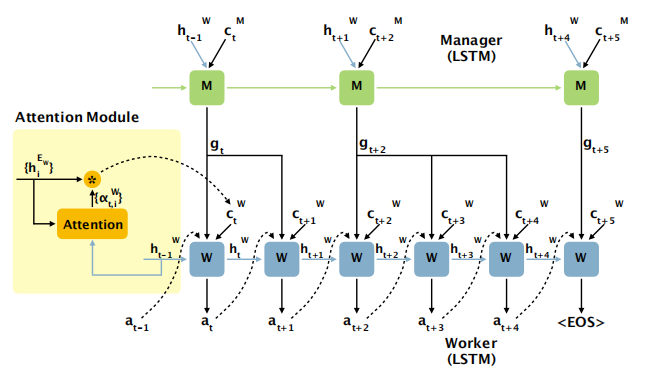 h_{t-1}^W c_t^M h_{t+1}^W c_{t+2}^M h_{t+4}^W c_{t+5}^M
Manager
(LSTM)
M M M
Attention Module
{h_i^{E_w}}
g_t g_{t+2} g_{t+5}
*
{α_{t,i}^W}
Attention
c_t^W c_{t+1}^W c_{t+2}^W c_{t+3}^W c_{t+4}^W c_{t+5}^W
h_{t-1}^W h_t^W h_{t+1}^W h_{t+2}^W h_{t+3}^W h_{t+4}^W
W W W W W W
a_{t-1} a_t a_{t+1} a_{t+2} a_{t+3} a_{t+4} <EOS>
Worker
(LSTM)